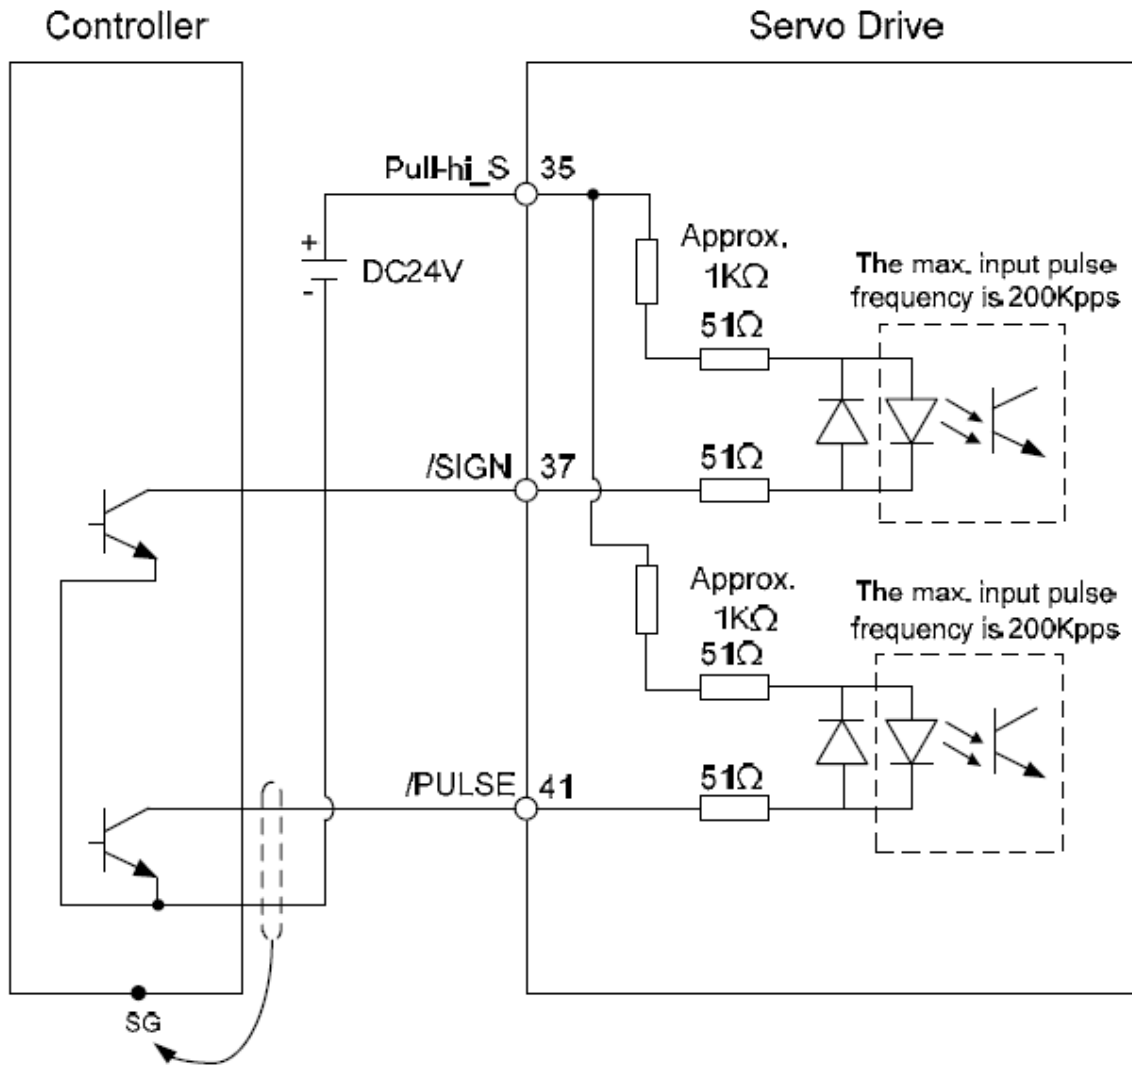 Controller
Servo Drive
Pull-hi_S
35
+
DC24V
-
Approx.
1KΩ
51Ω
The max. input pulse
frequency is 200Kpps
/SIGN
37
51Ω
Approx.
1KΩ
51Ω
The max. input pulse
frequency is 200Kpps
/PULSE
41
51Ω
SG